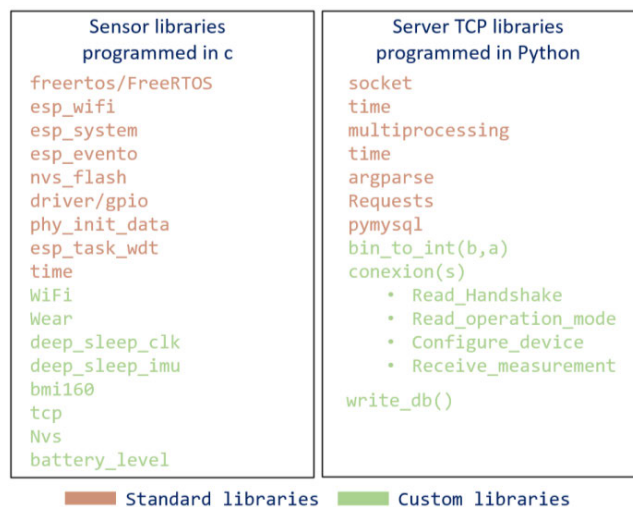 Sensor libraries
programmed in c
freertos/FreeRTOS
esp_wifi
esp_system
esp_evento
nvs_flash
driver/gpio
phy_init_data
esp_task_wdt
time
WiFi
Wear
deep_sleep_clk
deep_sleep_imu
bmi160
tcp
Nvs
battery_level
Server TCP libraries
programmed in Python
socket
time
multiprocessing
time
argparse
Requests
pymysql
bin_to_int(b,a)
conexion(s)
• Read_Handshake
• Read_operation_mode
• Configure_device
• Receive_measurement
write_db()
Standard libraries
Custom libraries